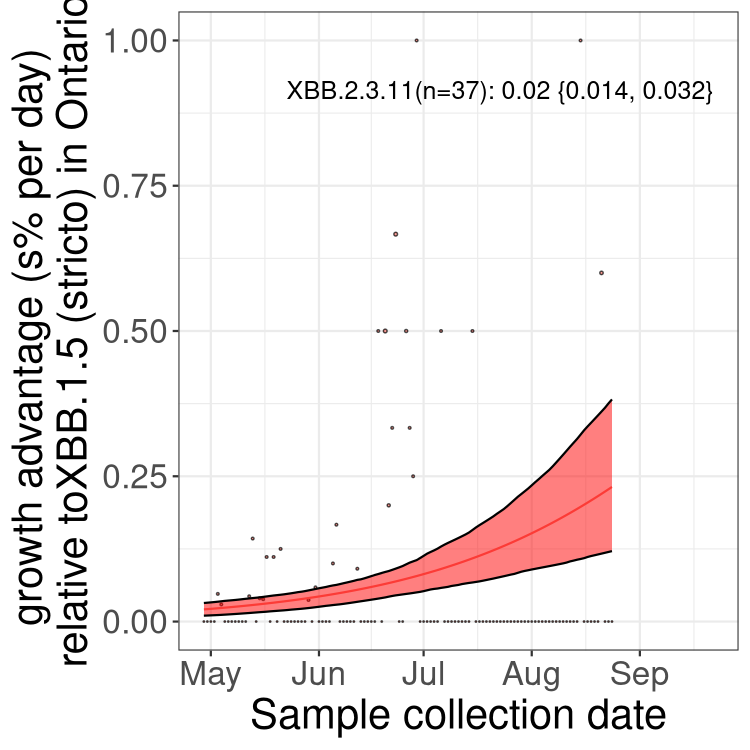 growth advantage (s% per day)
relative toXBB.1.5 (stricto) in Ontario
1.00
0.75
0.50
0.25
0.00
XBB.2.3.11(n=37): 0.02 {0.014, 0.032}
May Jun Jul Aug Sep
Sample collection date